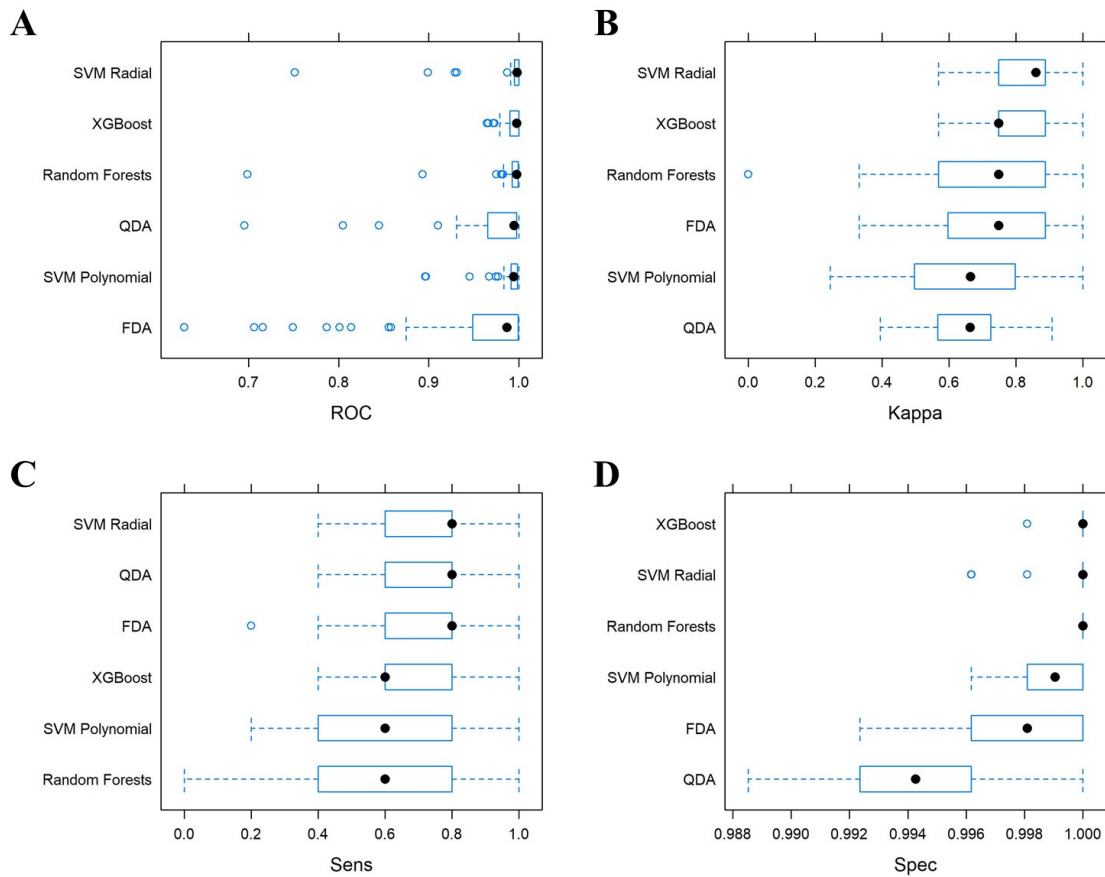 A
SVM Radial
XGBoost
Random Forests
QDA
SVM Polynomial
FDA
0.7 0.8 0.9 1.0
ROC
B
SVM Radial
XGBoost
Random Forests
FDA
SVM Polynomial
QDA
0.0 0.2 0.4 0.6 0.8 1.0
Kappa
C
SVM Radial
QDA
FDA
XGBoost
SVM Polynomial
Random Forests
0.0 0.2 0.4 0.6 0.8 1.0
Sens
D
XGBoost
SVM Radial
Random Forests
SVM Polynomial
FDA
QDA
0.988 0.990 0.992 0.994 0.996 0.998 1.000
Spec